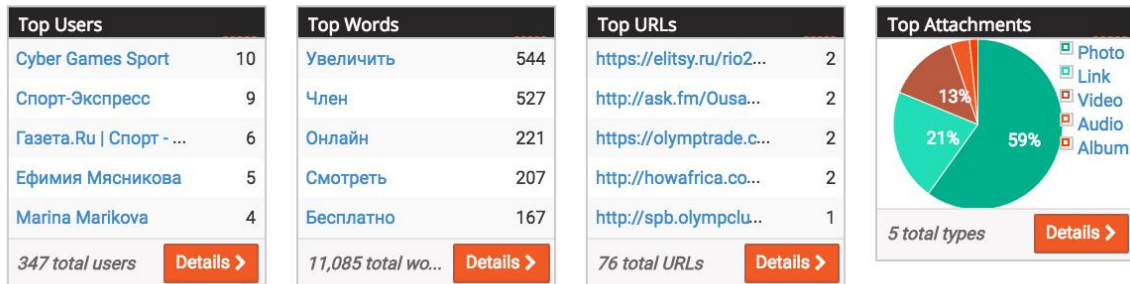 Top Users
Cyber Games Sport 10
Спорт-Экспресс 9
Газета.Ru | Спорт - ... 6
Ефимия Мясникова 5
Marina Marikova 4
347 total users Details
Top Words
Увеличить 544
Член 527
Онлайн 221
Смотреть 207
Бесплатно 167
11,085 total wo... Details
Top URLs
https://elitsy.ru/rio2... 2
http://ask.fm/Ousa... 2
https://olymptrade.c... 2
http://howafrica.co... 2
http://spb.olympclu... 1
76 total URLs Details
Top Attachments
59%
21%
13%
Photo
Link
Video
Audio
Album
5 total types Details